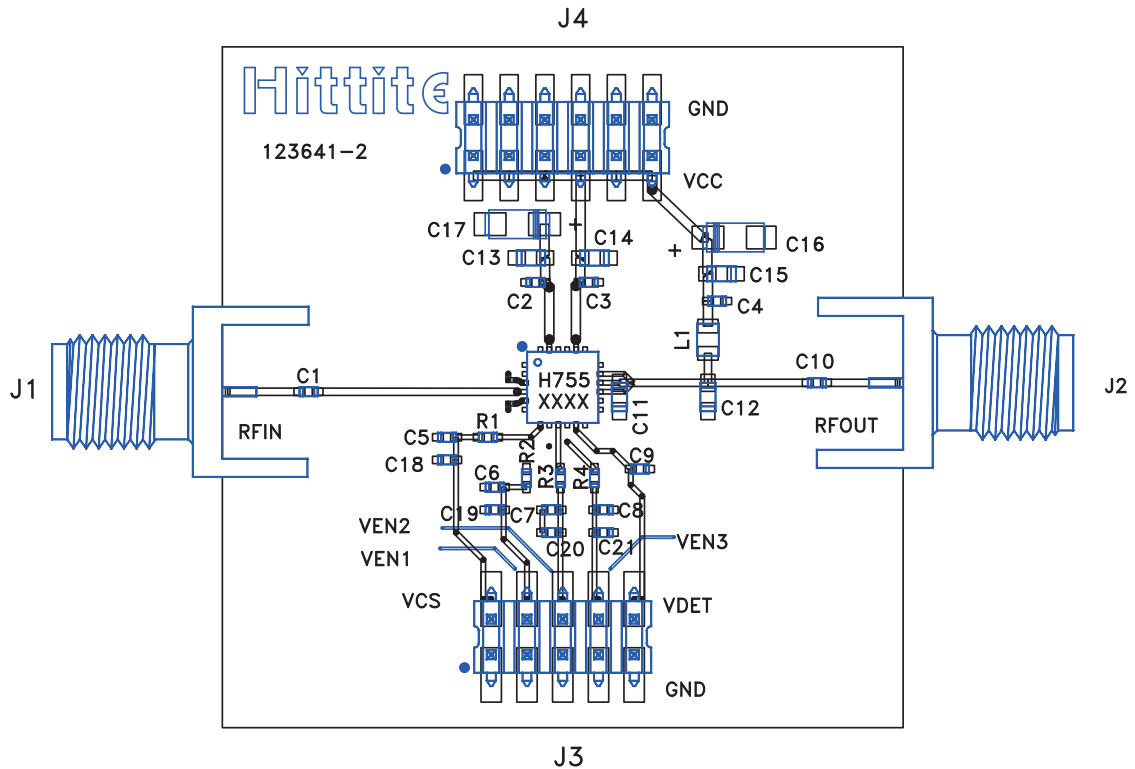 J4
Hittite
GND
123641-2
VCC
C17
+
C14
C16
+
C13
C15
C2
C3
C4
L1
J1
C1
H755
XXXX
C10
J2
C11
C12
RFIN
RFOUT
C5
R1
R2
C18
C9
C6
R3
R4
C19
C7
C8
VEN2
VEN1
C20
C21
VEN3
VCS
VDET
GND
J3